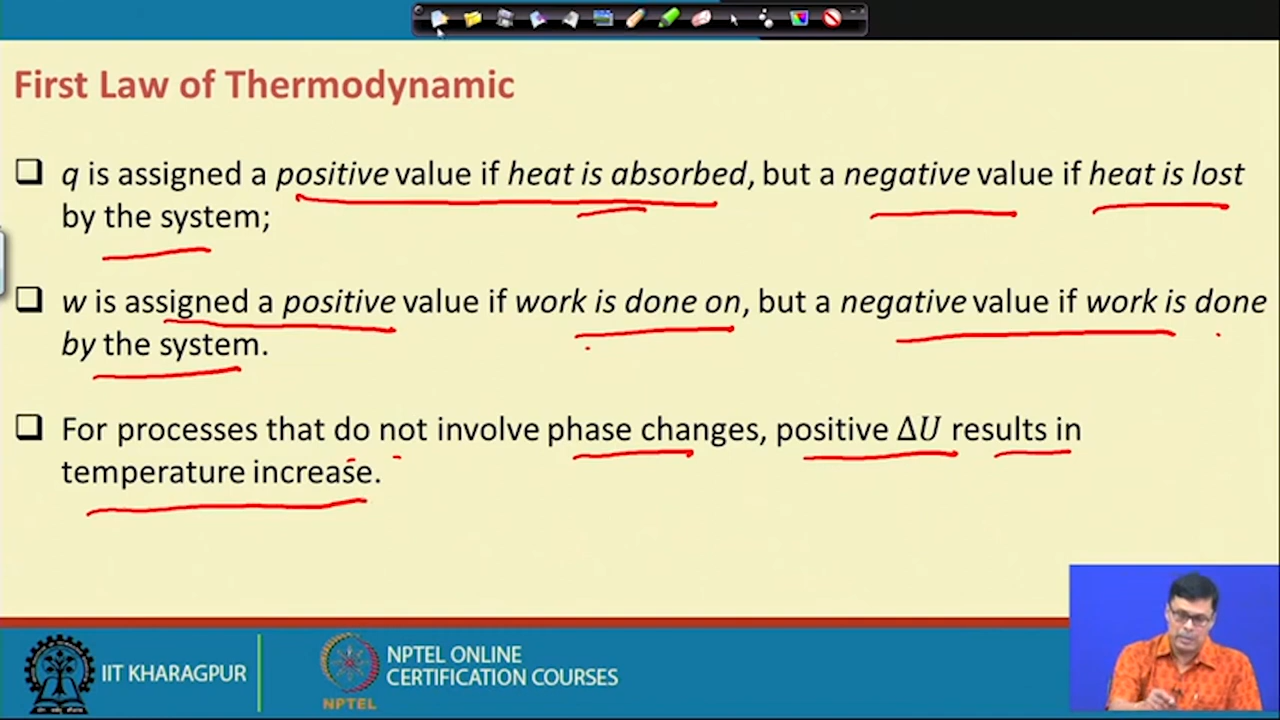 First Law of Thermodynamic
q is assigned a positive value if heat is absorbed, but a negative value if heat is lost
by the system;
w is assigned a positive value if work is done on, but a negative value if work is done
by the system.
For processes that do not involve phase changes, positive ΔU results in
temperature increase.
IIT KHARAGPUR
NPTEL
NPTEL ONLINE
CERTIFICATION COURSES